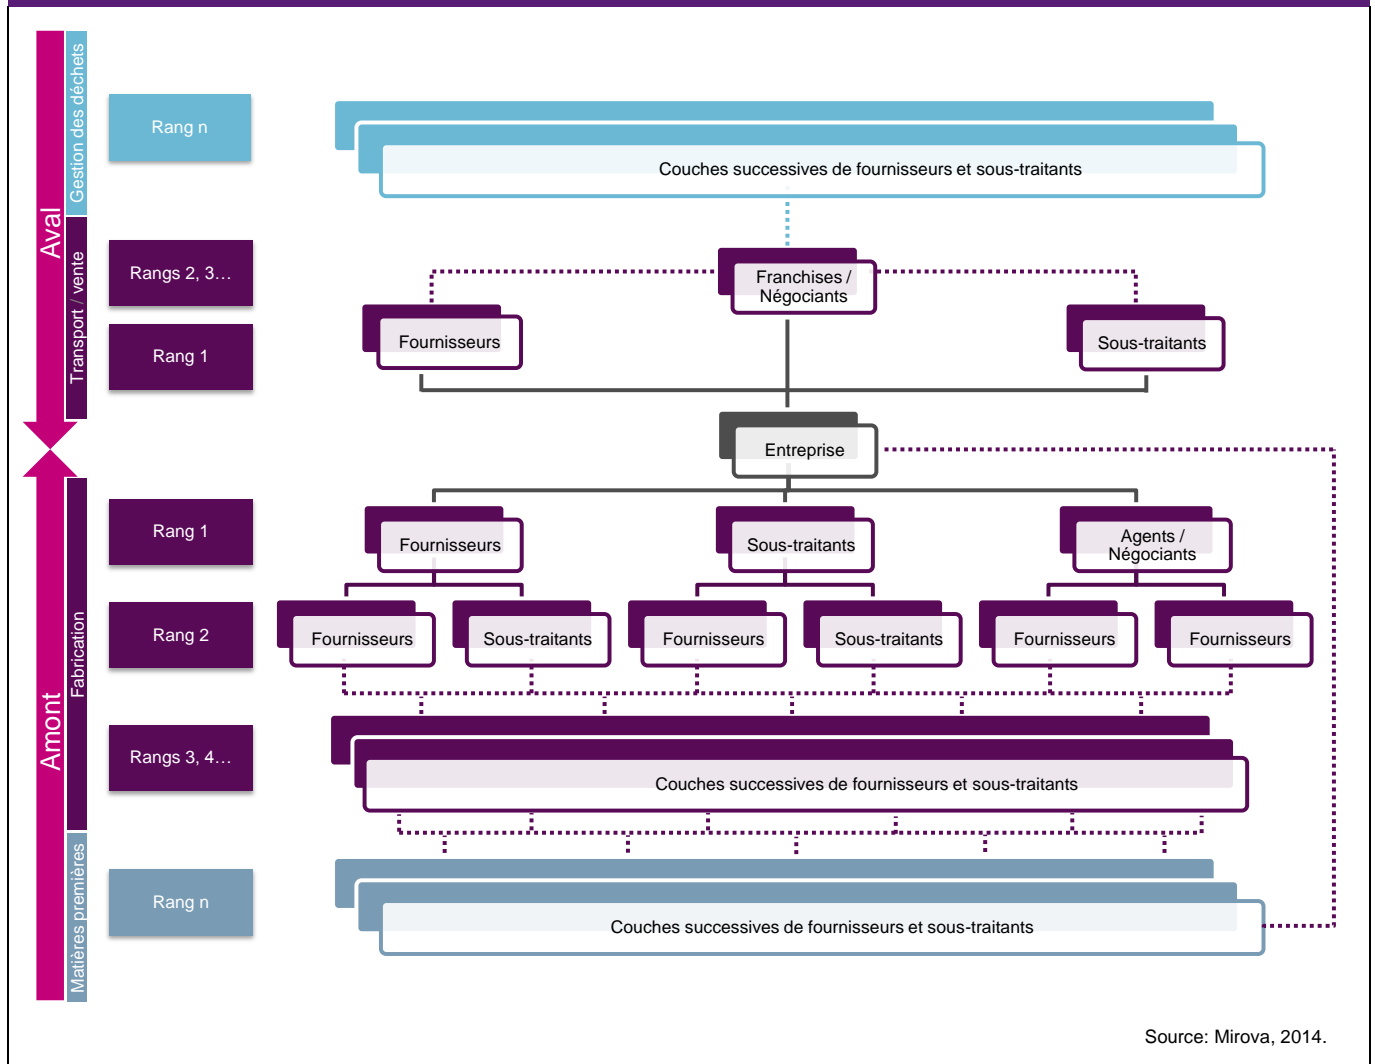 Aval
Gestion des déchets
Rang n
Couches successives de fournisseurs et sous-traitants
Transport / vente
Rangs 2, 3…
Franchises /
Négociants
Rang 1
Fournisseurs
Sous-traitants
Entreprise
Amont
Fabrication
Rang 1
Fournisseurs
Sous-traitants
Agents /
Négociants
Rang 2
Fournisseurs
Sous-traitants
Fournisseurs
Sous-traitants
Fournisseurs
Fournisseurs
Rangs 3, 4…
Couches successives de fournisseurs et sous-traitants
Matières premières
Rang n
Couches successives de fournisseurs et sous-traitants
Source: Mirova, 2014.